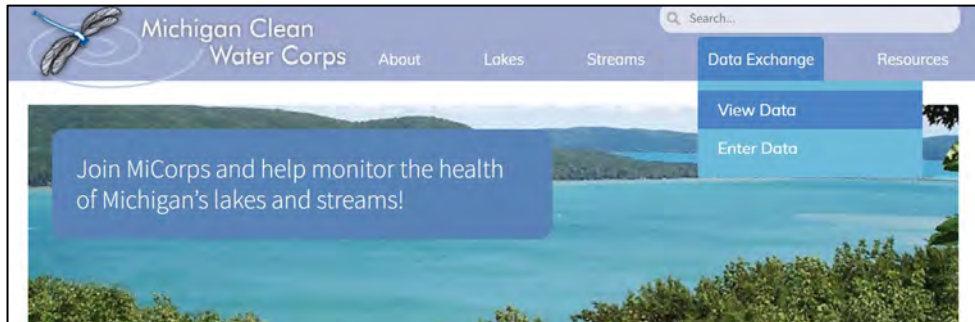 Michigan Clean
Water Corps
Search...
About Lakes Streams Data Exchange Resources
View Data
Enter Data
Join MiCorps and help monitor the health
of Michigan's lakes and streams!